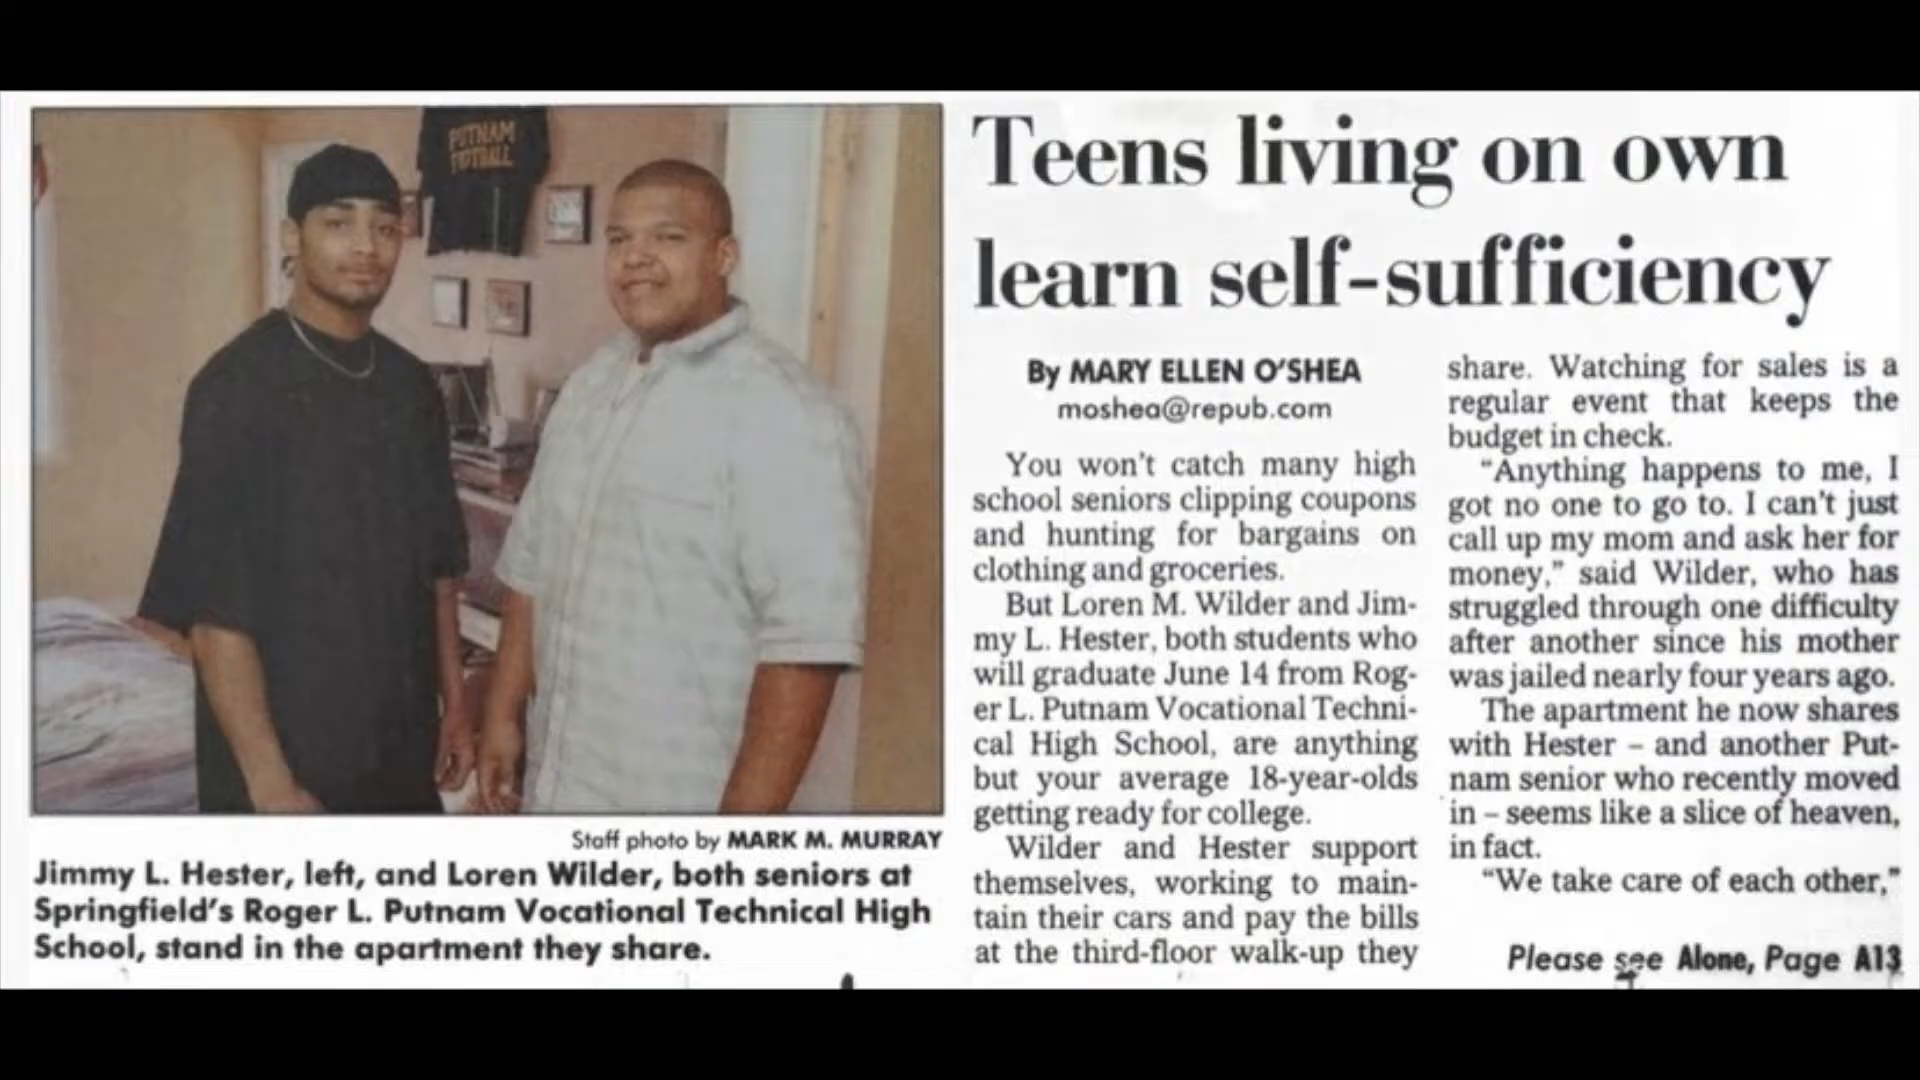 PUTNAM
FOOTBALL
Staff photo by MARK M. MURRAY
Jimmy L. Hester, left, and Loren Wilder, both seniors at
Springfield's Roger L. Putnam Vocational Technical High
School, stand in the apartment they share.
Teens living on own
learn self-sufficiency
By MARY ELLEN O'SHEA
moshea@repub.com
You won't catch many high
school seniors clipping coupons
and hunting for bargains on
clothing and groceries.
But Loren M. Wilder and Jim-
my L. Hester, both students who
will graduate June 14 from Rog-
er L. Putnam Vocational Techni-
cal High School, are anything
but your average 18-year-olds
getting ready for college.
Wilder and Hester support
themselves, working to main-
tain their cars and pay the bills
at the third-floor walk-up they
share. Watching for sales is a
regular event that keeps the
budget in check.
"Anything happens to me, I
got no one to go to. I can't just
call up my mom and ask her for
money," said Wilder, who has
struggled through one difficulty
after another since his mother
was jailed nearly four years ago.
The apartment he now shares
with Hester – and another Put-
nam senior who recently moved
in – seems like a slice of heaven,
in fact.
"We take care of each other,"
Please see Alone, Page A13